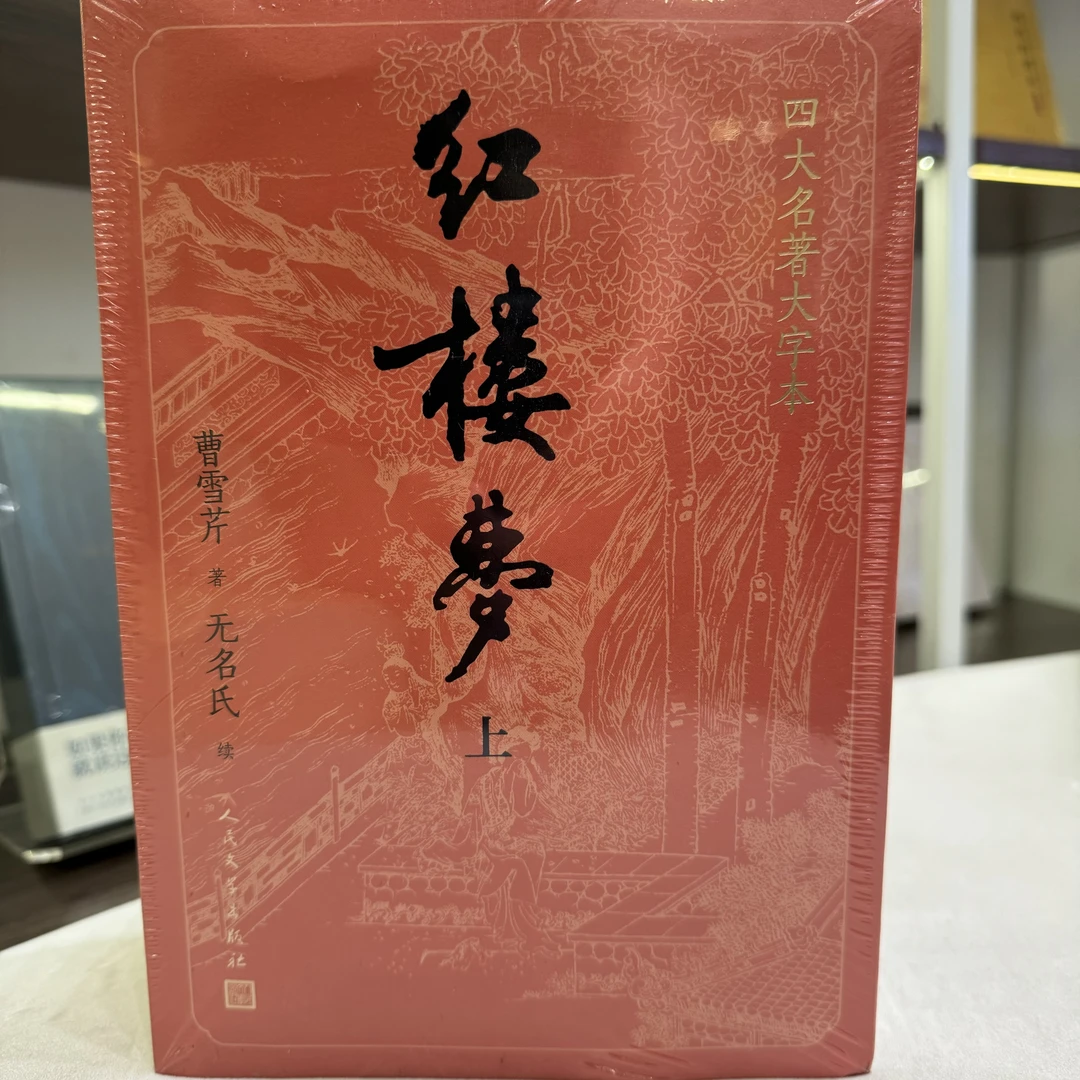 四大名著大字本
红楼梦
上
曹雪芹 著 无名氏 续
人民文学出版社